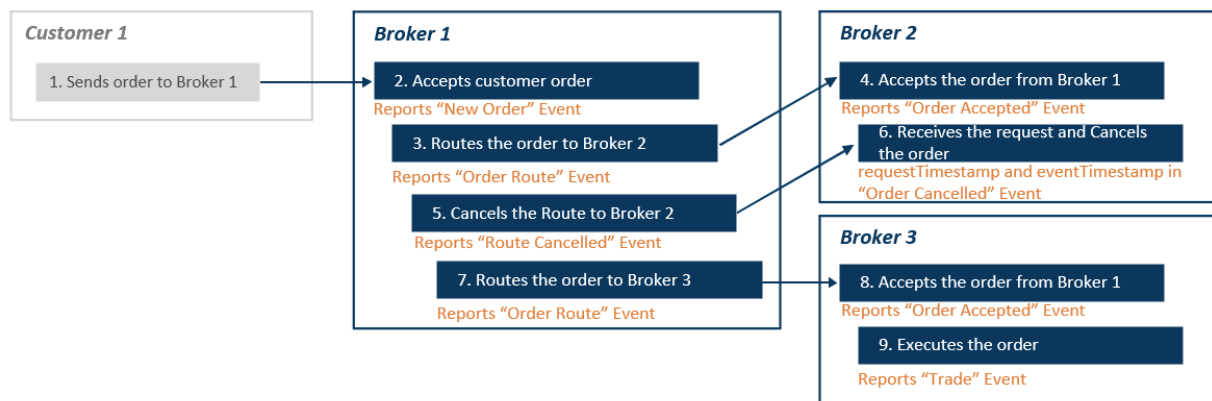 Customer 1
1. Sends order to Broker 1
Broker 1
2. Accepts customer order
Reports “New Order” Event
3. Routes the order to Broker 2
Reports “Order Route” Event
5. Cancels the Route to Broker 2
Reports “Route Cancelled” Event
7. Routes the order to Broker 3
Reports “Order Route” Event
Broker 2
4. Accepts the order from Broker 1
Reports “Order Accepted” Event
6. Receives the request and Cancels
the order
requestTimestamp and eventTimestamp in
“Order Cancelled” Event
Broker 3
8. Accepts the order from Broker 1
Reports “Order Accepted” Event
9. Executes the order
Reports “Trade” Event